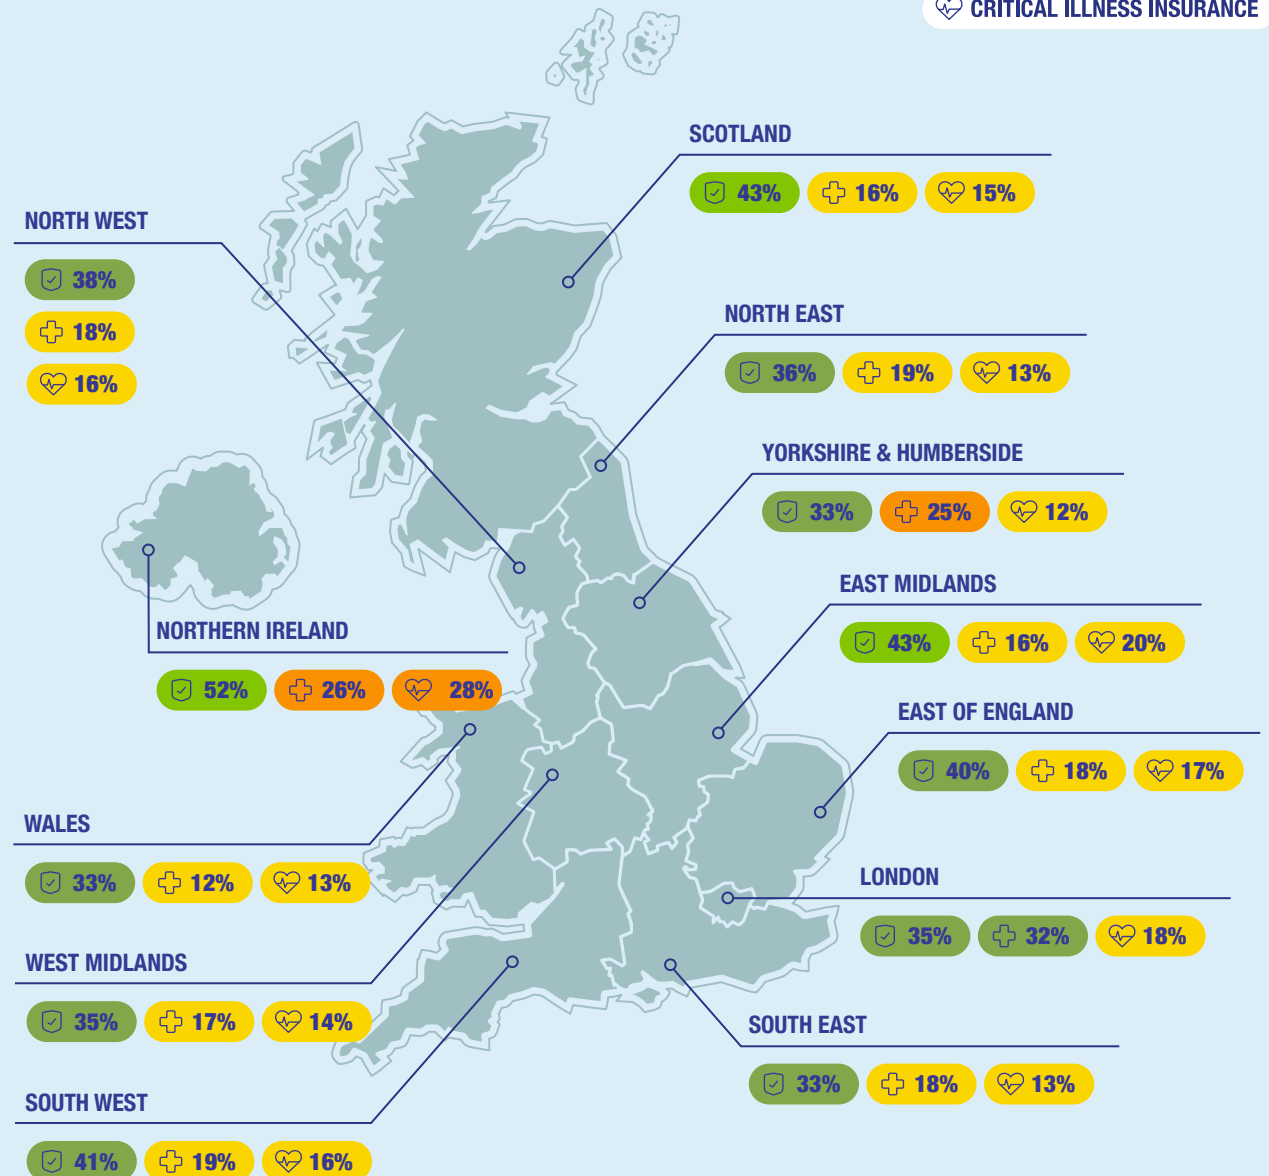 CRITICAL ILLNESS INSURANCE
SCOTLAND
43% 16% 15%
NORTH WEST
38%
18%
16%
NORTH EAST
36% 19% 13%
YORKSHIRE & HUMBERSIDE
33% 25% 12%
EAST MIDLANDS
43% 16% 20%
NORTHERN IRELAND
52% 26% 28%
EAST OF ENGLAND
40% 18% 17%
WALES
33% 12% 13%
LONDON
35% 32% 18%
WEST MIDLANDS
35% 17% 14%
SOUTH EAST
33% 18% 13%
SOUTH WEST
41% 19% 16%